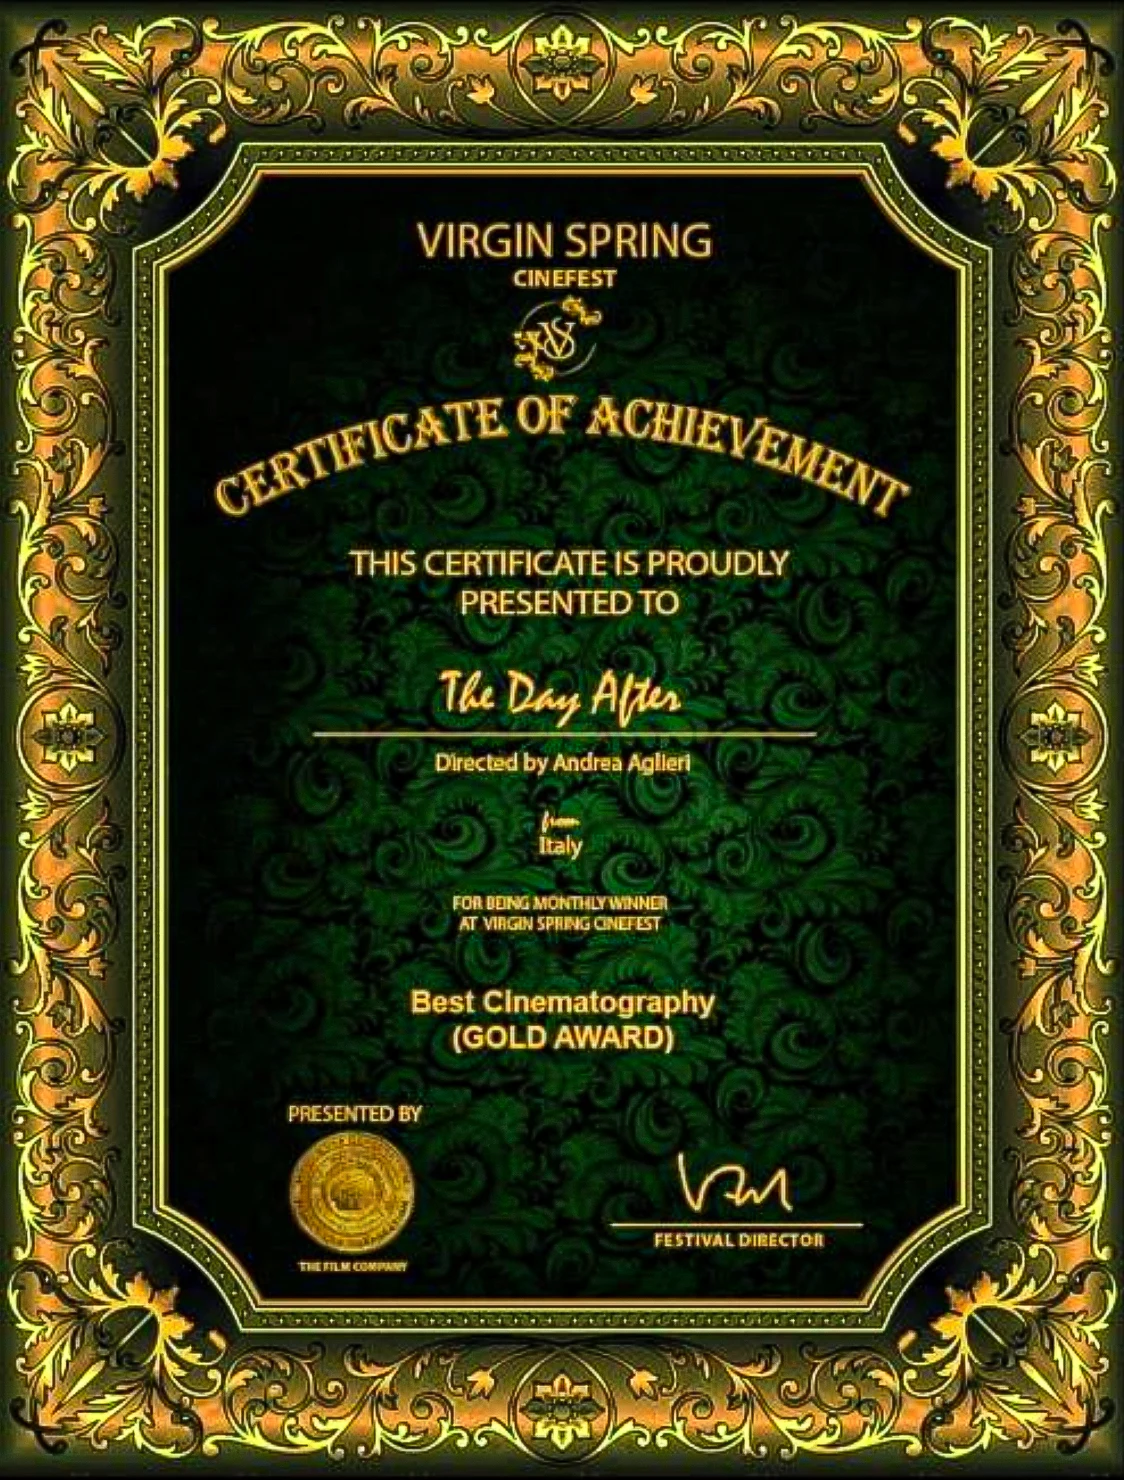 VIRGIN SPRING
CINEFEST
VS
CERTIFICATE OF ACHIEVEMENT
THIS CERTIFICATE IS PROUDLY
PRESENTED TO
The Day After
Directed by Andrea Aglieri
from
Italy
FOR BEING MONTHLY WINNER
AT VIRGIN SPRING CINEFEST
Best Cinematography
(GOLD AWARD)
PRESENTED BY
THE FILM COMPANY
FESTIVAL DIRECTOR